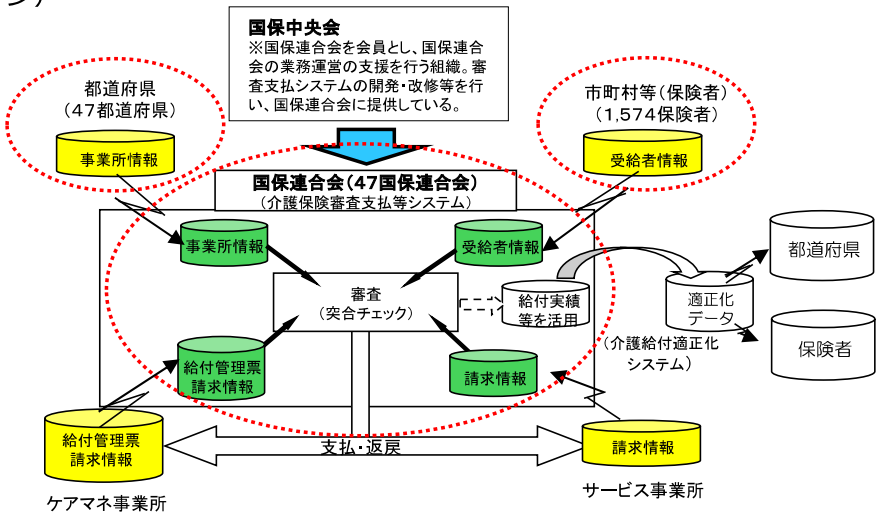 ン）
国保中央会
※国保連合会を会員とし、国保連合
会の業務運営の支援を行う組織。審
査支払システムの開発・改修等を行
い、国保連合会に提供している。
都道府県
（47都道府県）
事業所情報
市町村等（保険者）
（1,574保険者）
受給者情報
国保連合会（47国保連合会）
（介護保険審査支払等システム）
事業所情報
受給者情報
審査
（突合チェック）
給付実績
等を活用
適正化
データ
（介護給付適正化
システム）
都道府県
保険者
給付管理票
請求情報
請求情報
給付管理票
請求情報
支払・返戻
請求情報
ケアマネ事業所
サービス事業所